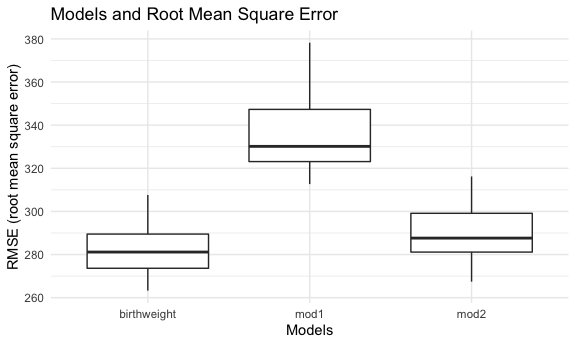 Models and Root Mean Square Error
RMSE (root mean square error)
380
360
340
320
300
280
260
birthweight
mod1
mod2
Models